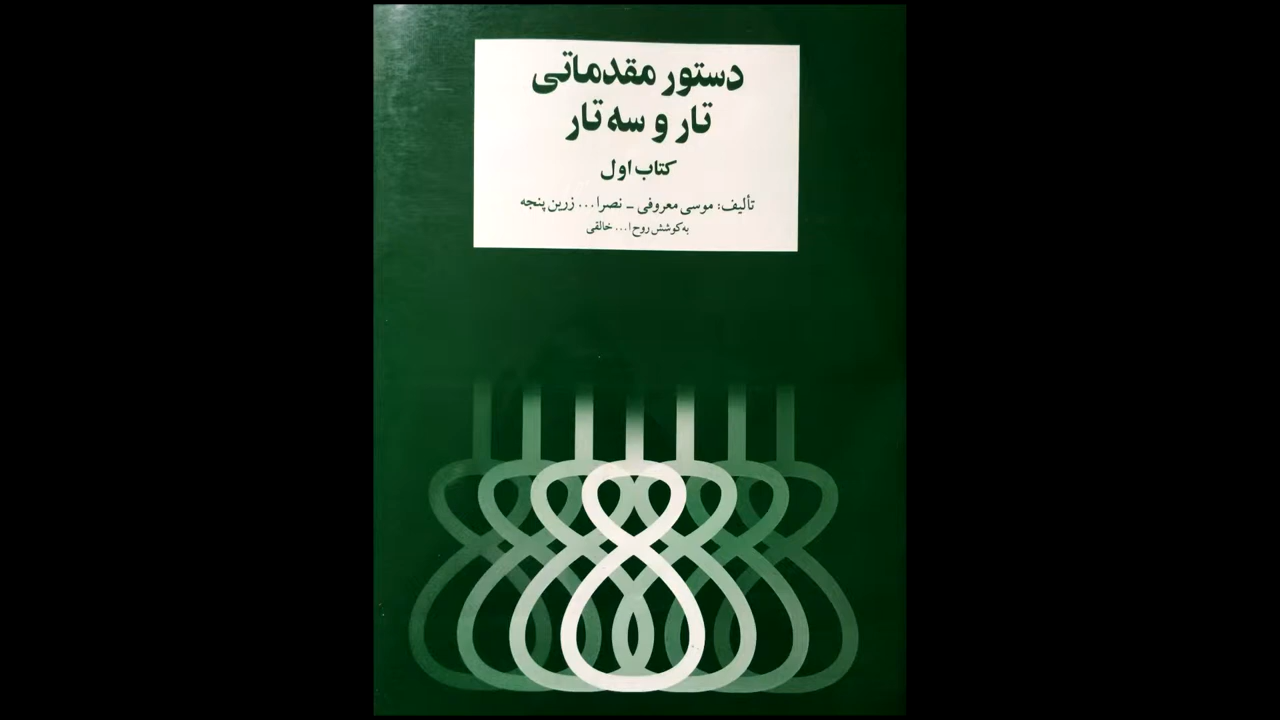 دستور مقدماتی
تار و سه تار
کتاب اول
تألیف: موسی معروفی - نصرا... زرین پنجه
به کوشش روح ا... خالقی